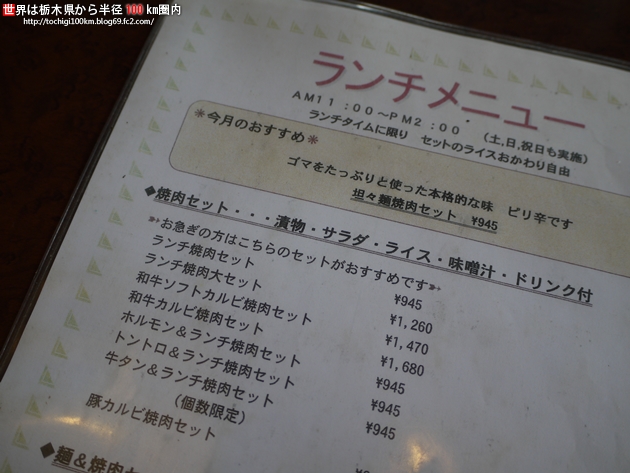 世界は栃木県から半径100km圏内
http://tochigi100km.blog69.fc2.com/
ランチメニュー
AM11:00～PM2:00 (土,日,祝日も実施)
ランチタイムに限り セットのライスおかわり自由
＊今月のおすすめ＊
ゴマをたっぷりと使った本格的な味 ピリ辛です
坦々麺焼肉セット ¥945
◆焼肉セット・・・漬物・サラダ・ライス・味噌汁・ドリンク付
➳お急ぎの方はこちらのセットがおすすめです➳
ランチ焼肉セット ¥945
ランチ焼肉大セット ¥1,260
和牛ソフトカルビ焼肉セット ¥1,470
和牛カルビ焼肉セット ¥1,680
ホルモン＆ランチ焼肉セット ¥945
トントロ＆ランチ焼肉セット ¥945
牛タン＆ランチ焼肉セット ¥945
(個数限定)
豚カルビ焼肉セット
◆麺＆焼肉セ